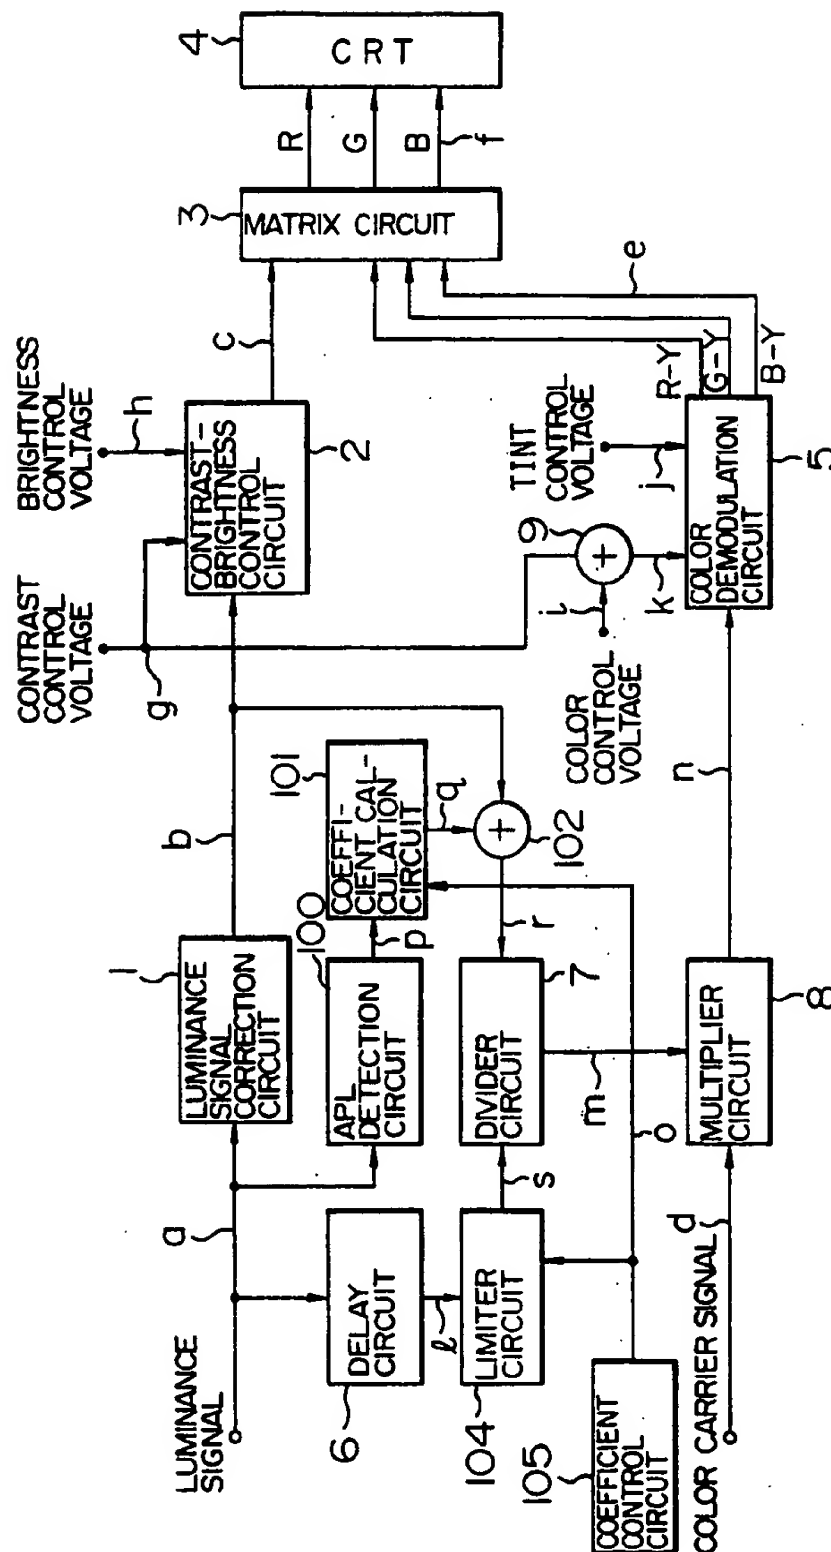 LUMINANCE
SIGNAL
a
1
LUMINANCE
SIGNAL
CORRECTION
CIRCUIT
b
CONTRAST
CONTROL
VOLTAGE
g
BRIGHTNESS
CONTROL
VOLTAGE
h
CONTRAST-
BRIGHTNESS
CONTROL
CIRCUIT
2
c
3
MATRIX CIRCUIT
R
G
B
f
4
CRT
6
DELAY
CIRCUIT
l
100
APL
DETECTION
CIRCUIT
p
101
COEFFI-
CIENT CAL-
CULATION
CIRCUIT
q
+
102
r
104
LIMITER
CIRCUIT
s
DIVIDER
CIRCUIT
7
m
o
COLOR
CONTROL
VOLTAGE
i
9
+
k
TINT
CONTROL
VOLTAGE
j
COLOR
DEMODULATION
CIRCUIT
5
R-Y
G-Y
B-Y
e
105
COEFFICIENT
CONTROL
CIRCUIT
COLOR CARRIER SIGNAL
d
MULTIPLIER
CIRCUIT
8
n